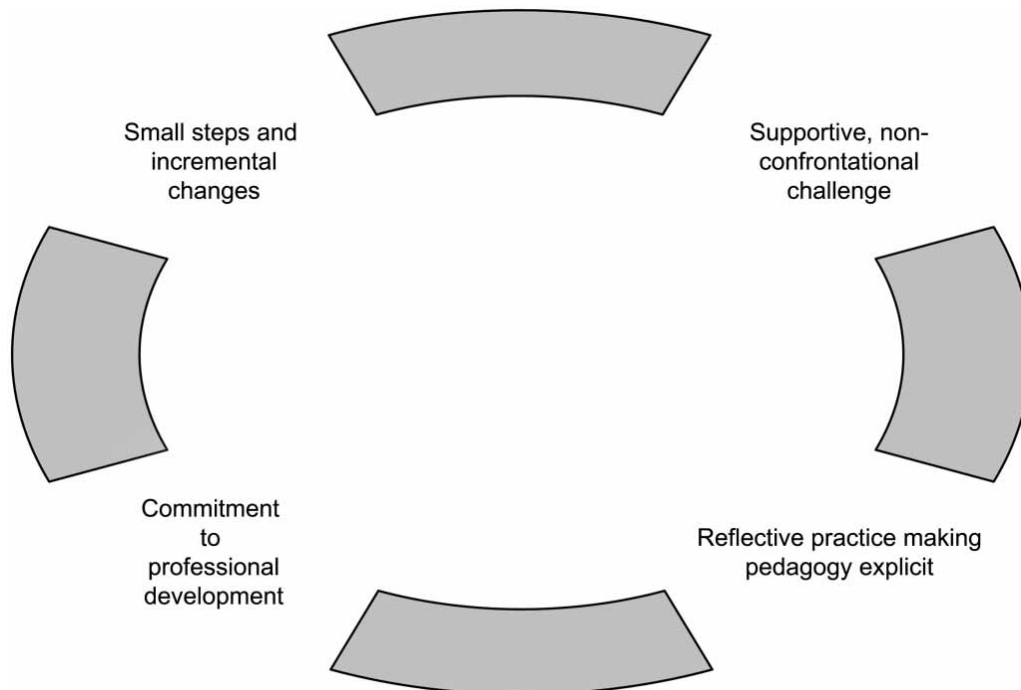 Small steps and
incremental
changes
Supportive, non-
confrontational
challenge
Commitment
to
professional
development
Reflective practice making
pedagogy explicit